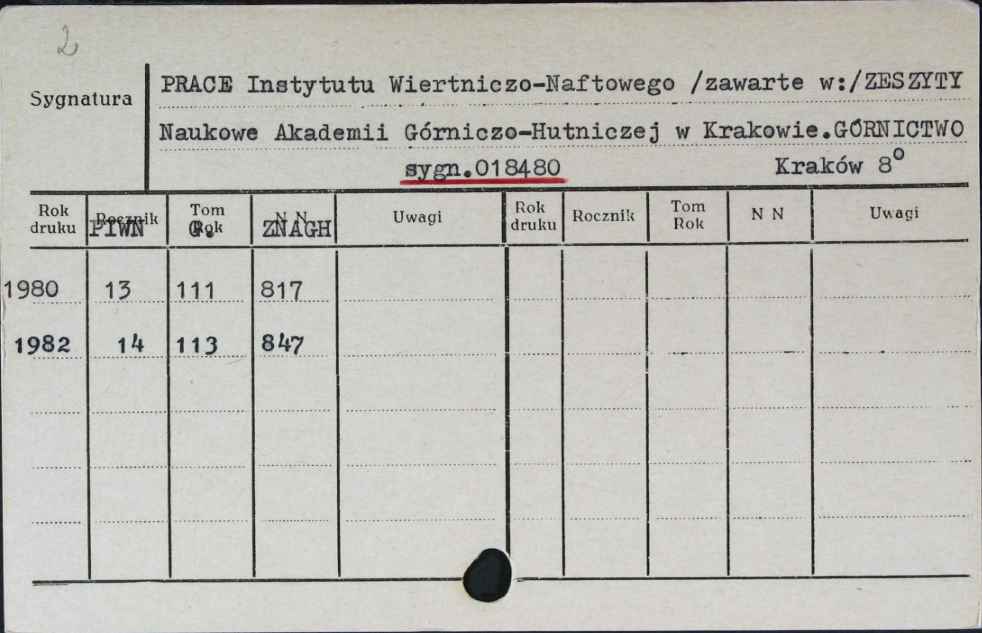 2
Sygnatura
PRACE Instytutu Wiertniczo-Naftowego /zawarte w:/ZESZYTY
Naukowe Akademii Górniczo-Hutniczej w Krakowie.GÓRNICTWO
sygn.018480 Kraków 8°
Rok druku Rocznik Tom Rok N N Uwagi Rok druku Rocznik Tom Rok N N Uwagi
PIWN G. ZNAGH
1980 13 111 817
1982 14 113 847